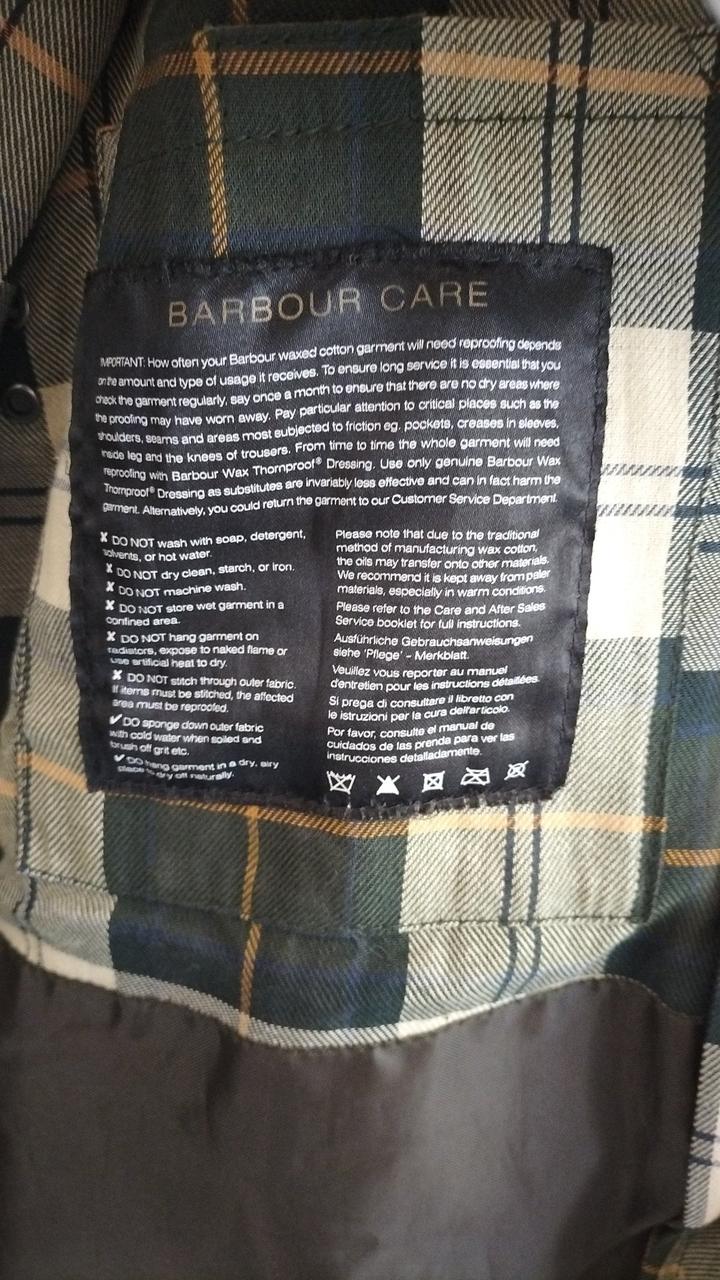 BARBOUR CARE
IMPORTANT: How often your Barbour waxed cotton garment will need reproofing depends
on the amount and type of usage it receives. To ensure long service it is essential that you
check the garment regularly, say once a month to ensure that there are no dry areas where
the proofing may have worn away. Pay particular attention to critical places such as the
shoulders, seams and areas most subjected to friction eg. pockets, creases in sleeves,
inside leg and the knees of trousers. From time to time the whole garment will need
reproofing with Barbour Wax Thornproof® Dressing. Use only genuine Barbour Wax
Thornproof® Dressing as substitutes are invariably less effective and can in fact harm the
garment. Alternatively, you could return the garment to our Customer Service Department.
✘ DO NOT wash with soap, detergent,
solvents, or hot water.
✘ DO NOT dry clean, starch, or iron.
✘ DO NOT machine wash.
✘ DO NOT store wet garment in a
confined area.
✘ DO NOT hang garment on
radiators, expose to naked flame or
use artificial heat to dry.
✘ DO NOT stitch through outer fabric.
If items must be stitched, the affected
area must be reproofed.
✔ DO sponge down outer fabric
with cold water when soiled and
brush off grit etc.
✔ DO hang garment in a dry, airy
place to dry off naturally.
Please note that due to the traditional
method of manufacturing wax cotton,
the oils may transfer onto other materials.
We recommend it is kept away from paler
materials, especially in warm conditions.
Please refer to the Care and After Sales
Service booklet for full instructions.
Ausführliche Gebrauchsanweisungen
siehe 'Pflege' - Merkblatt.
Veuillez vous reporter au manuel
d'entretien pour les instructions détaillées.
Si prega di consultare il libretto con
le istruzioni per la cura dell'articolo.
Por favor, consulte el manual de
cuidados de las prenda para ver las
instrucciones detalladamente.